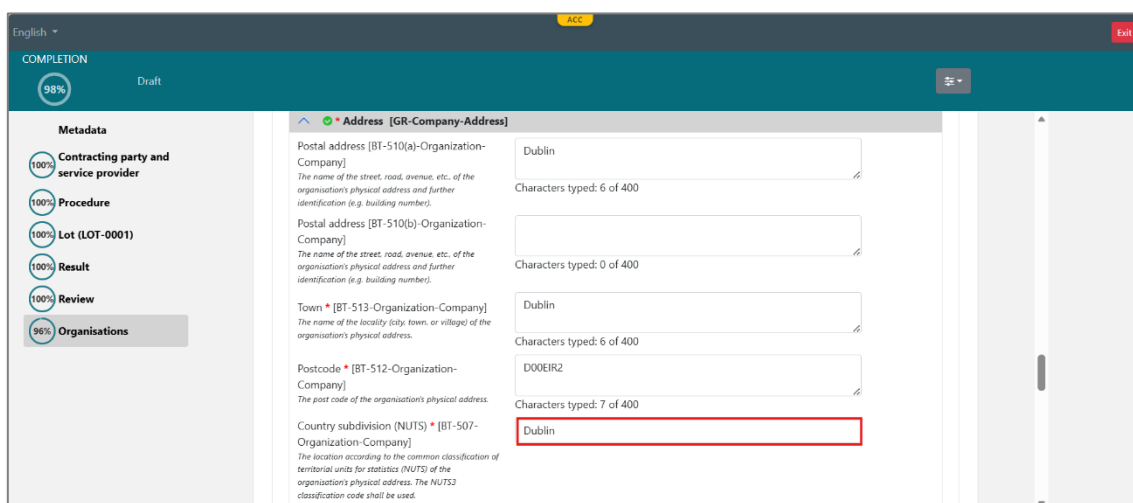 ACC
English
Exit
COMPLETION
98%
Draft
Metadata
100% Contracting party and
service provider
100% Procedure
100% Lot (LOT-0001)
100% Result
100% Review
96% Organisations
* Address [GR-Company-Address]
Postal address [BT-510(a)-Organization-
Company]
The name of the street, road, avenue, etc., of the
organisation's physical address and further
identification (e.g. building number).
Dublin
Characters typed: 6 of 400
Postal address [BT-510(b)-Organization-
Company]
The name of the street, road, avenue, etc., of the
organisation's physical address and further
identification (e.g. building number).
Characters typed: 0 of 400
Town * [BT-513-Organization-Company]
The name of the locality (city, town, or village) of the
organisation's physical address.
Dublin
Characters typed: 6 of 400
Postcode * [BT-512-Organization-
Company]
The post code of the organisation's physical address.
D00EIR2
Characters typed: 7 of 400
Country subdivision (NUTS) * [BT-507-
Organization-Company]
The location according to the common classification of
territorial units for statistics (NUTS) of the
organisation's physical address. The NUTS3
classification code shall be used.
Dublin